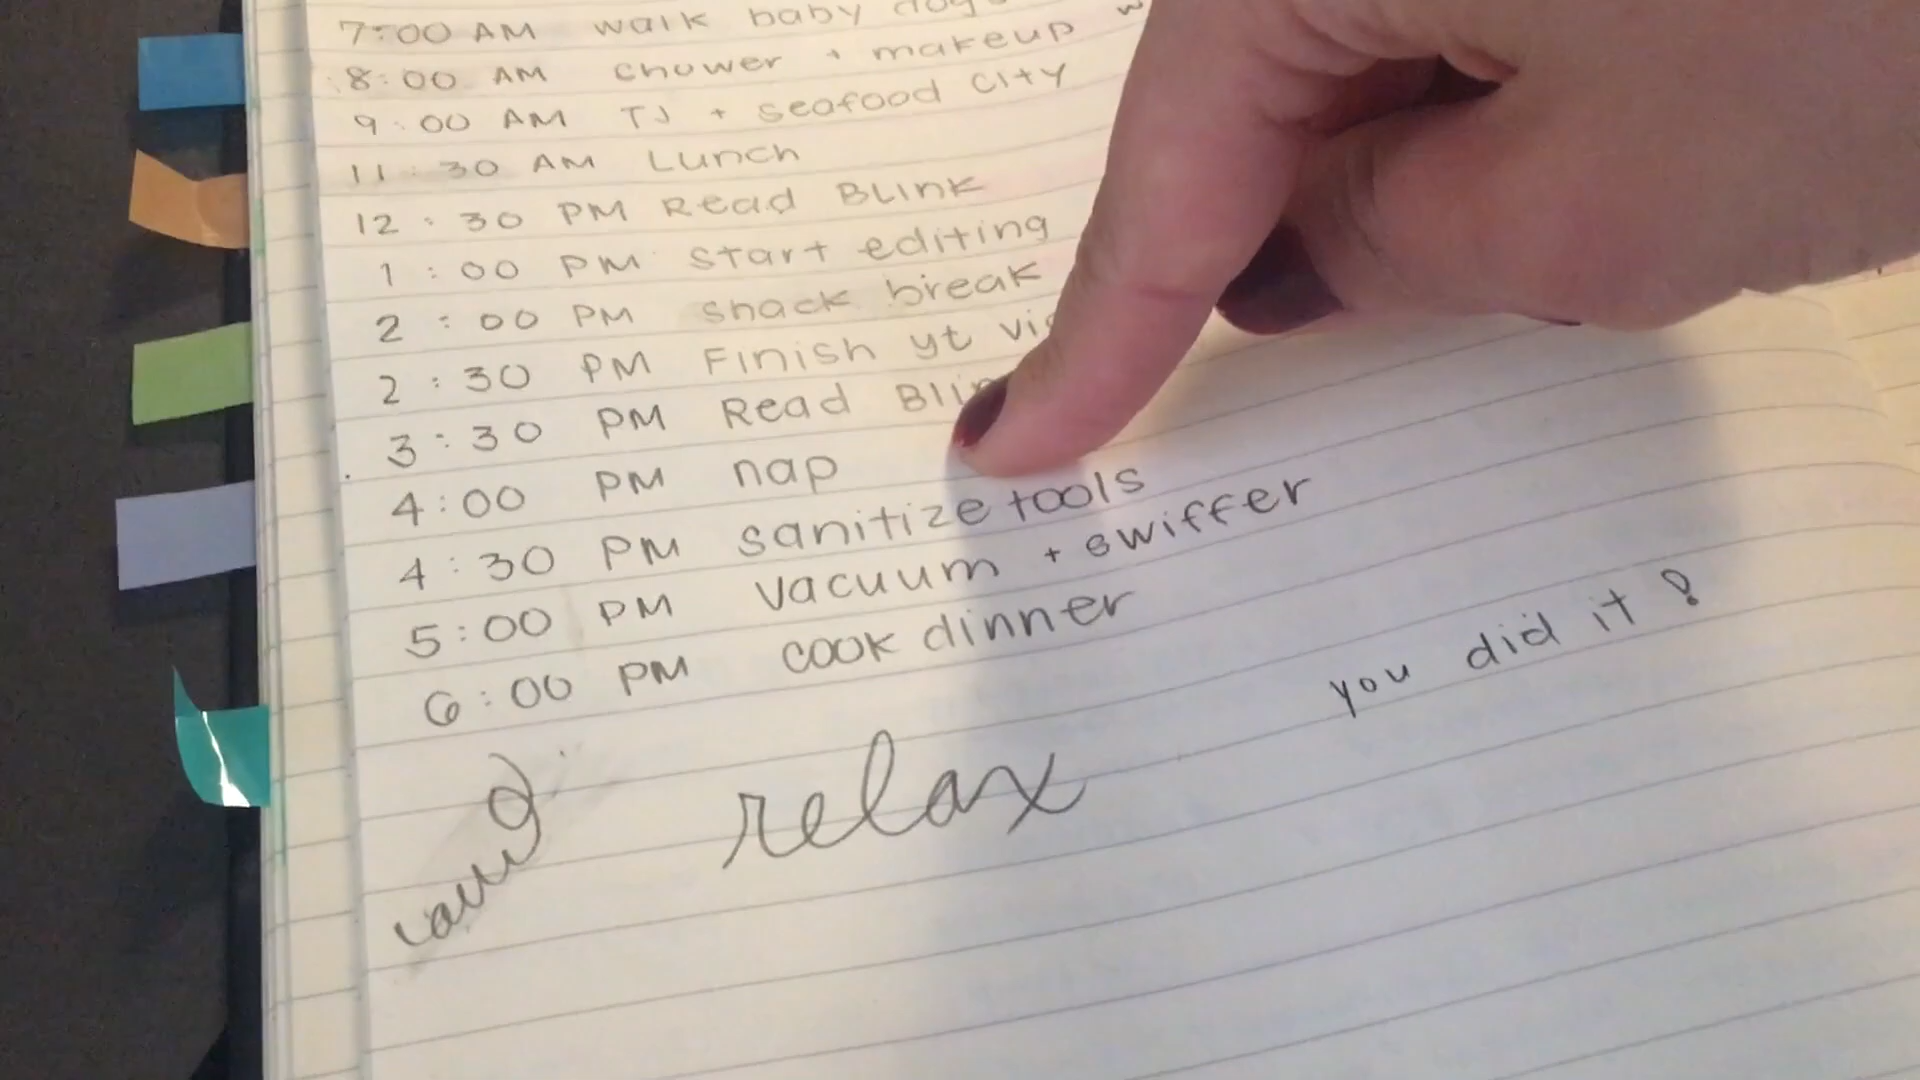 7:00 AM walk baby dogs
8:00 AM chower + makeup
9:00 AM TJ + seafood city
11:30 AM Lunch
12:30 PM Read Blink
1:00 PM start editing
2:00 PM snack break
2:30 PM Finish yt
3:30 PM Read
4:00 PM nap
4:30 PM sanitize tools
5:00 PM vacuum + swiffer
6:00 PM cook dinner
you did it!
relax